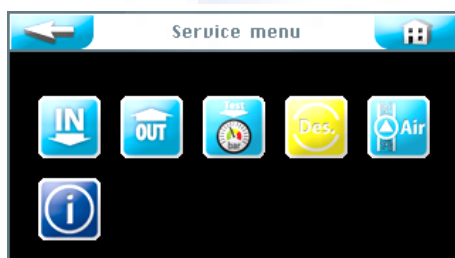 Service menu
IN
OUT
Test
bar
Des.
Air
i